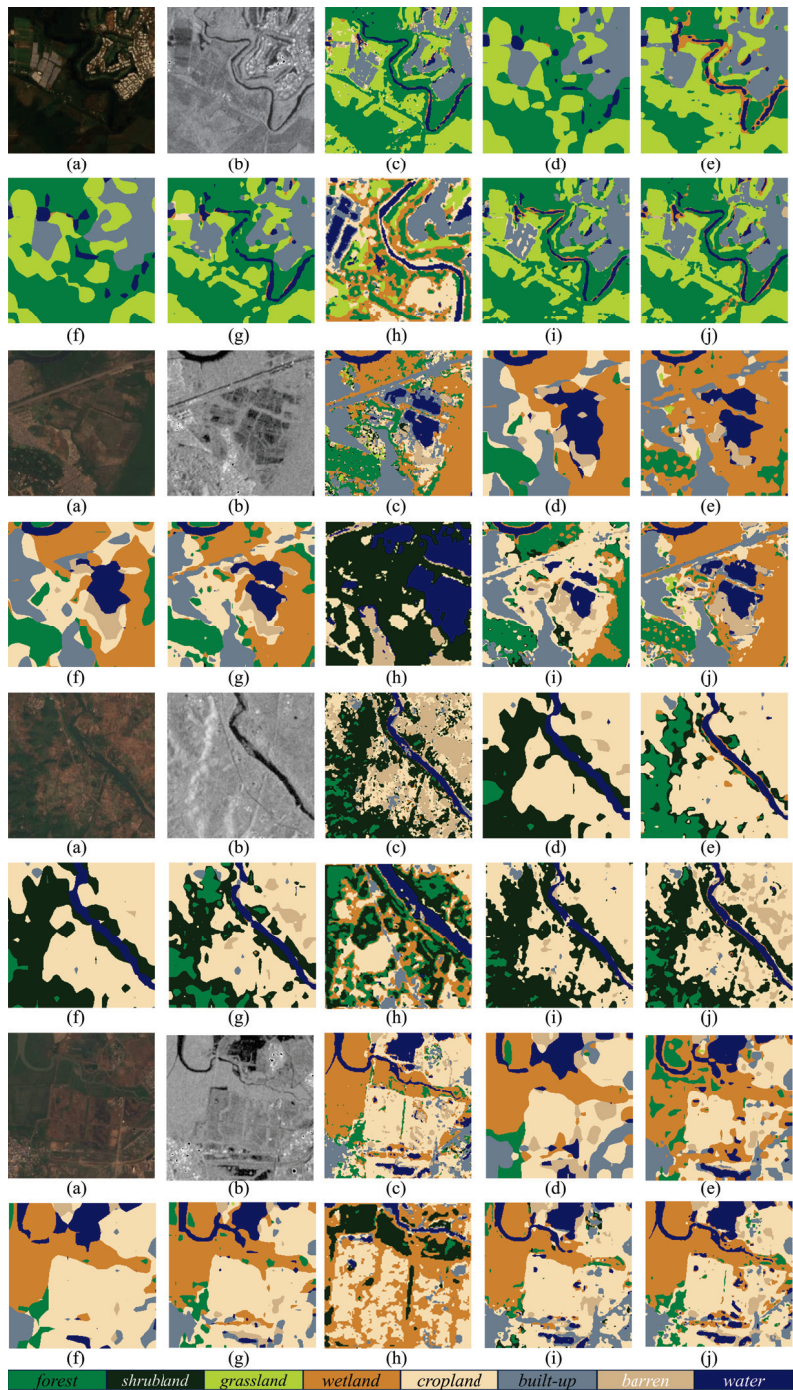 (a) (b) (c) (d) (e)
(f) (g) (h) (i) (j)
(a) (b) (c) (d) (e)
(f) (g) (h) (i) (j)
(a) (b) (c) (d) (e)
(f) (g) (h) (i) (j)
(a) (b) (c) (d) (e)
(f) (g) (h) (i) (j)
forest shrubland grassland wetland cropland built-up barren water